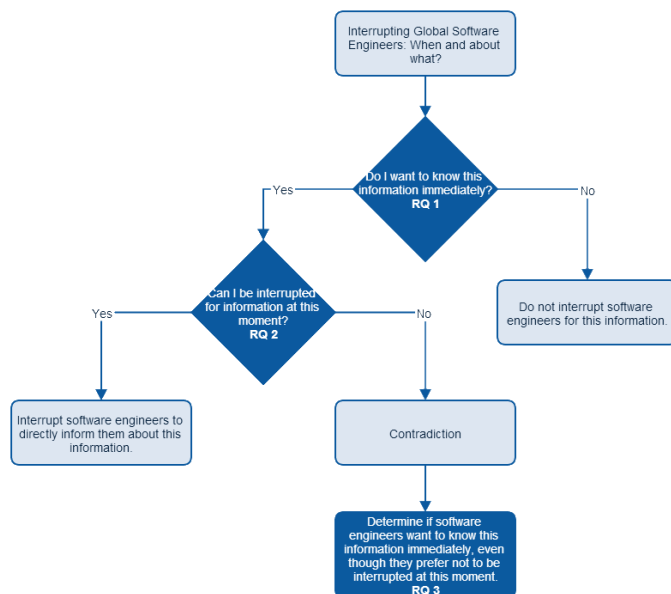 Interrupting Global Software
Engineers: When and about
what?
Do I want to know this
information immediately?
RQ 1
Yes
No
Can I be interrupted
for information at this
moment?
RQ 2
Do not interrupt software
engineers for this information.
Yes
No
Interrupt software engineers to
directly inform them about this
information.
Contradiction
Determine if software
engineers want to know this
information immediately, even
though they prefer not to be
interrupted at this moment.
RQ 3